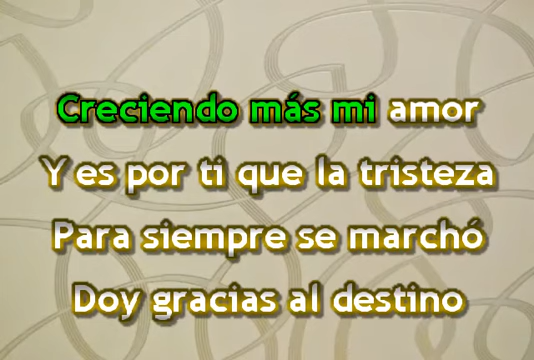 Creciendo más mi amor
Y es por ti que la tristeza
Para siempre se marchó
Doy gracias al destino